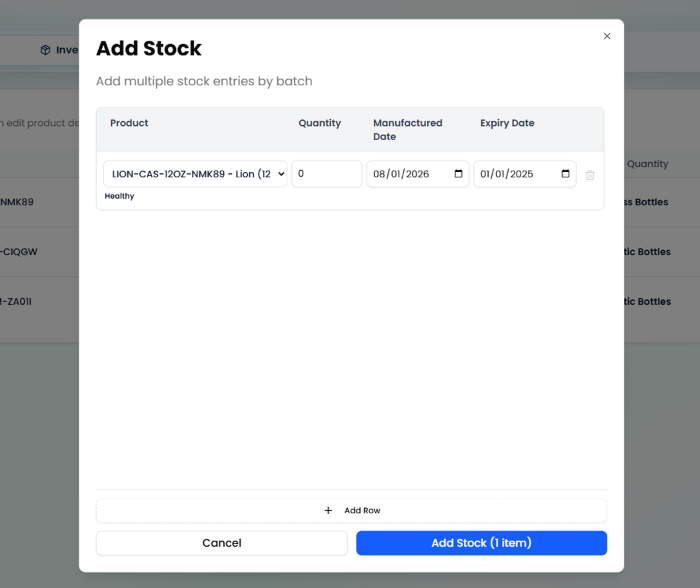 Add Stock
Add multiple stock entries by batch
Inve
n edit product de
Product
Quantity
Manufactured
Date
Expiry Date
LION-CAS-12OZ-NMK89 - Lion (12
0
08/01/2026
01/01/2025
Healthy
Quantity
NMK89
ss Bottles
-CIQGW
tic Bottles
M-ZA01I
tic Bottles
+ Add Row
Cancel
Add Stock (1 item)